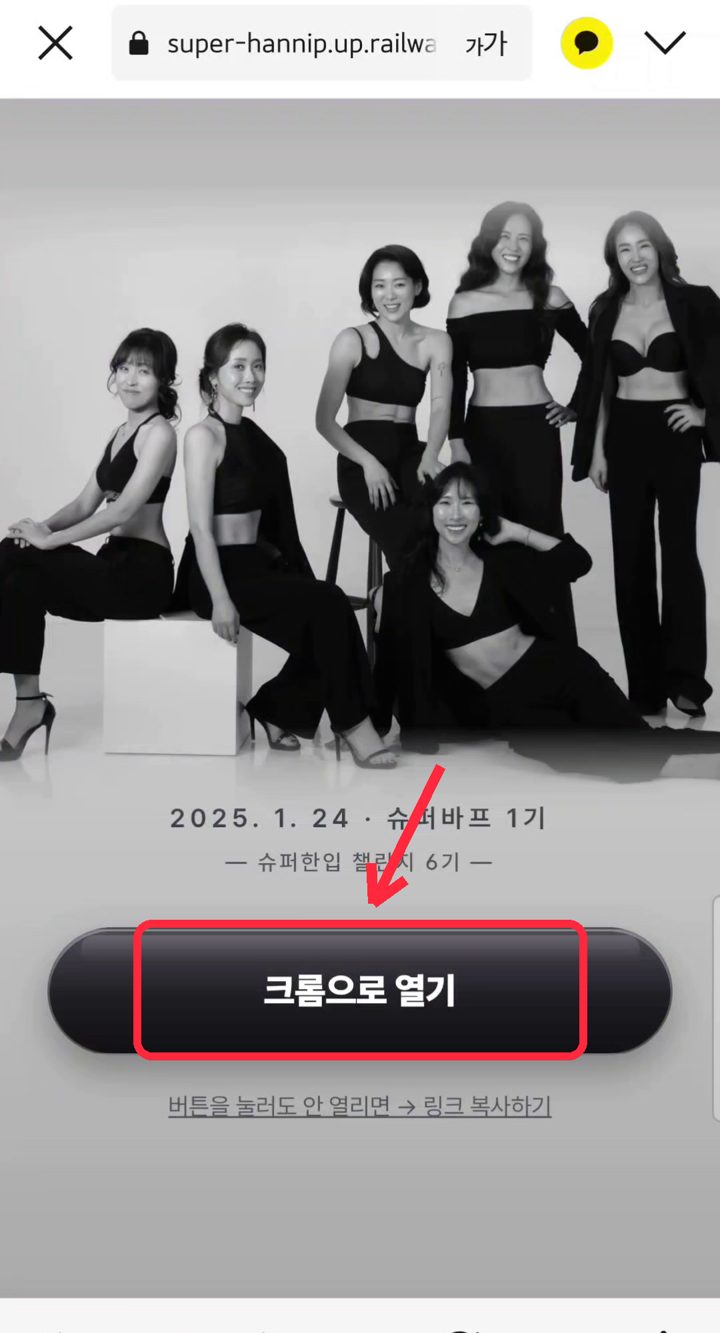 super-hannip.up.railwa
가가
2025. 1. 24 · 슈퍼바프 1기
— 슈퍼한입 챌린지 6기 —
크롬으로 열기
버튼을 눌러도 안 열리면 → 링크 복사하기